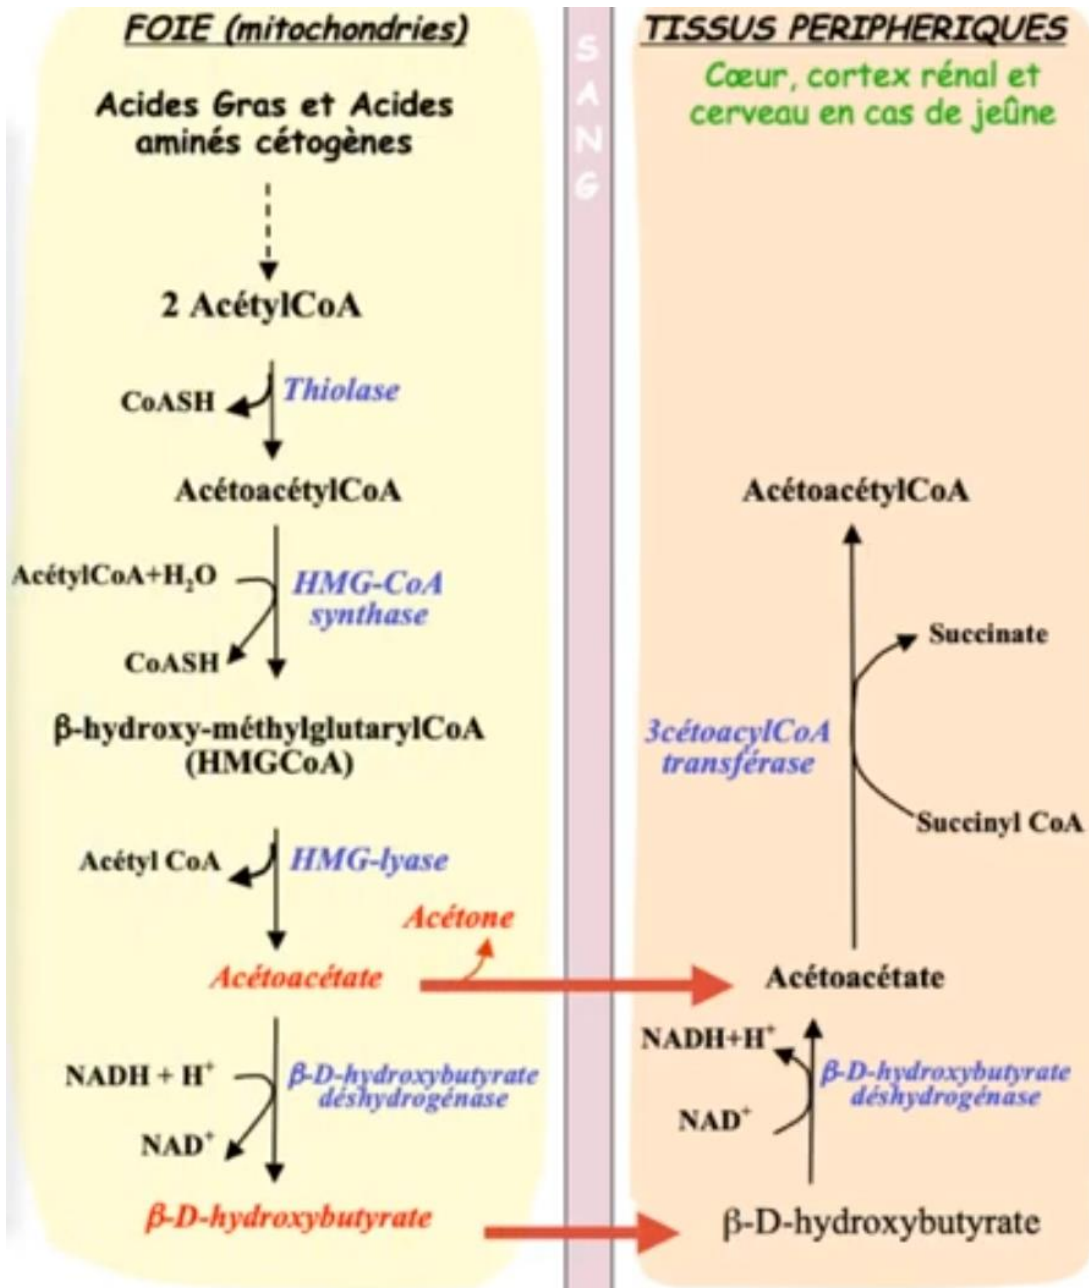 FOIE (mitochondries)
Acides Gras et Acides
aminés cétogènes
2 AcétylCoA
CoASH
Thiolase
AcétoacétylCoA
AcétylCoA+H₂O
HMG-CoA
synthase
CoASH
β-hydroxy-méthylglutarylCoA
(HMGCoA)
Acétyl CoA
HMG-lyase
Acétone
Acétoacétate
NADH + H⁺
β-D-hydroxybutyrate
déshydrogénase
NAD⁺
β-D-hydroxybutyrate
SANG
TISSUS PERIPHERIQUES
Cœur, cortex rénal et
cerveau en cas de jeûne
AcétoacétylCoA
Succinate
3cétoacylCoA
transférase
Succinyl CoA
Acétoacétate
NADH+H⁺
β-D-hydroxybutyrate
déshydrogénase
NAD⁺
β-D-hydroxybutyrate